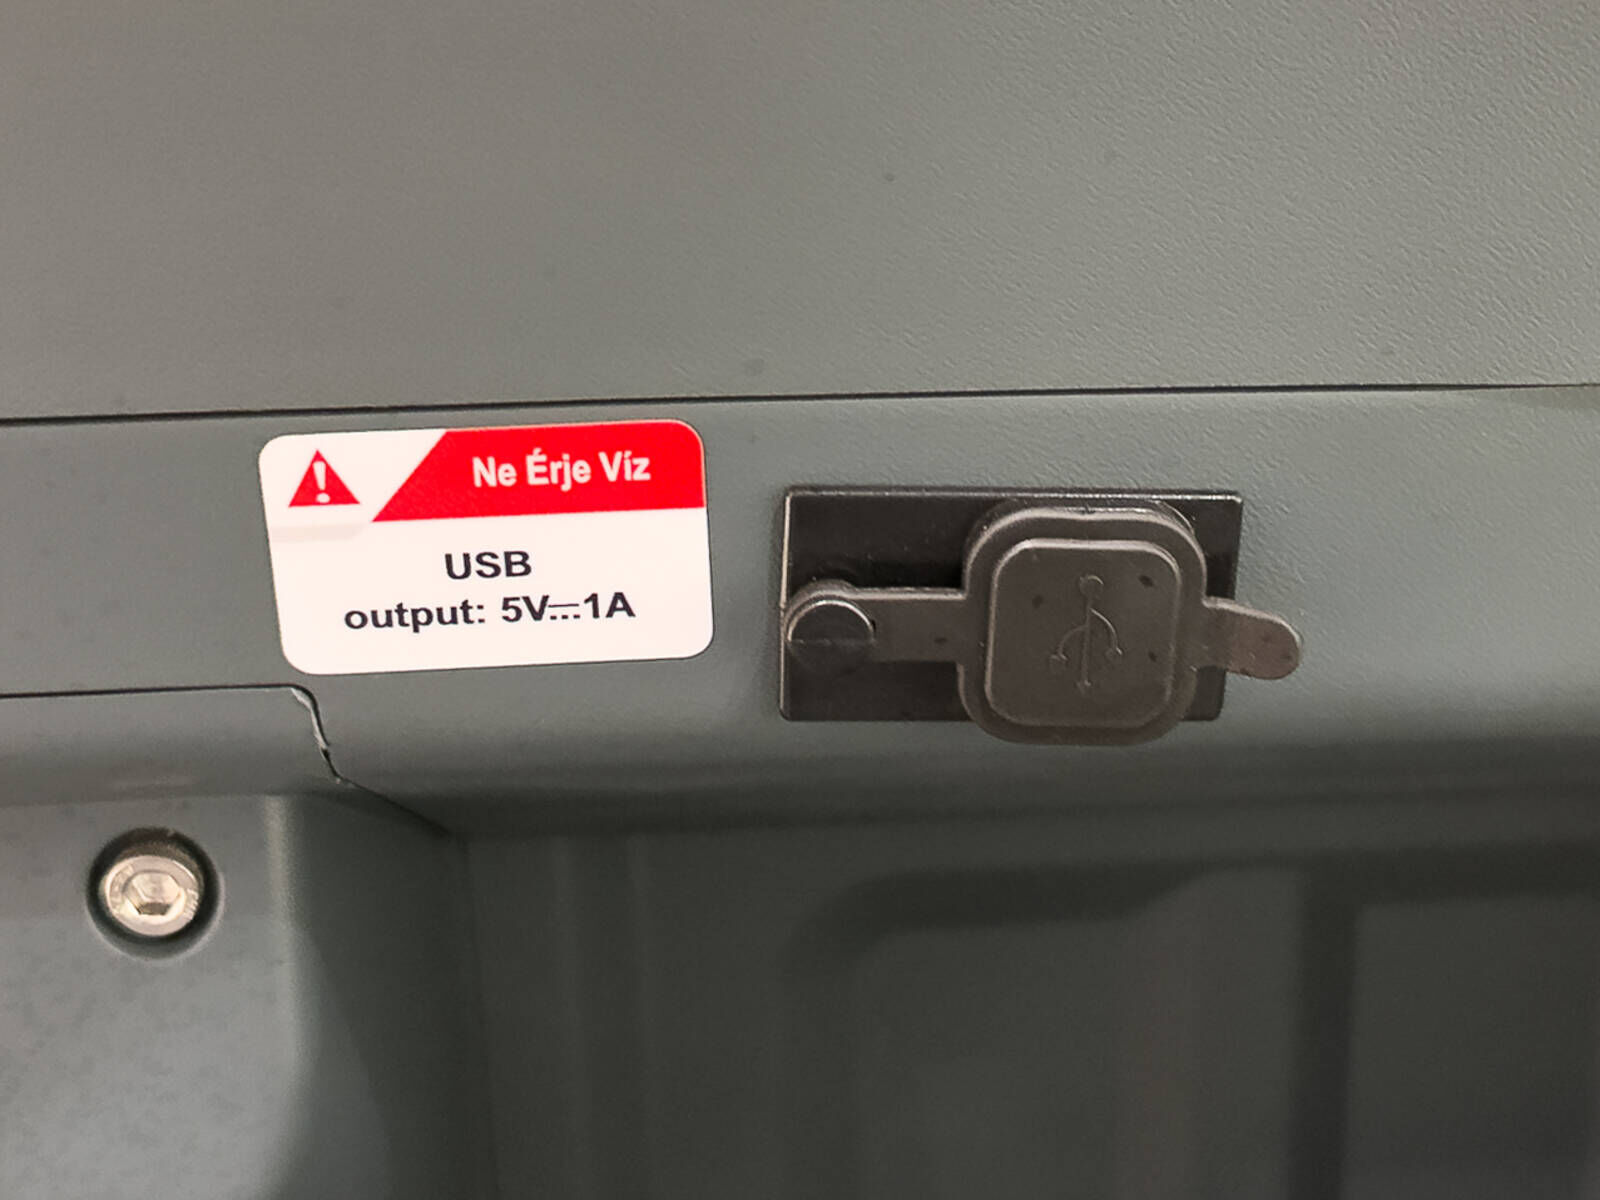 Ne Érje Víz
USB
output: 5V⎓1A